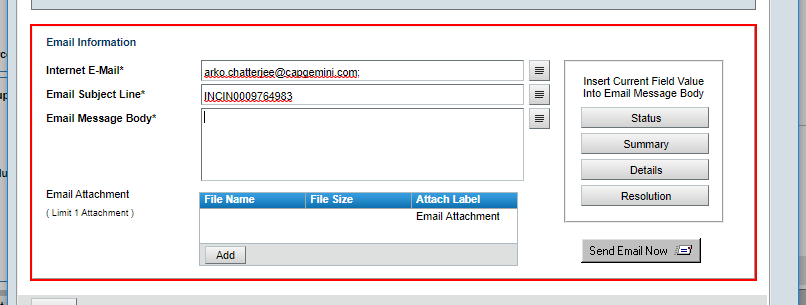 Email Information
Internet E-Mail*
arko.chatterjee@capgemini.com;
Email Subject Line*
INCIN0009764983
Email Message Body*
Insert Current Field Value
Into Email Message Body
Status
Summary
Details
Resolution
Email Attachment
( Limit 1 Attachment )
File Name File Size Attach Label
Email Attachment
Add
Send Email Now